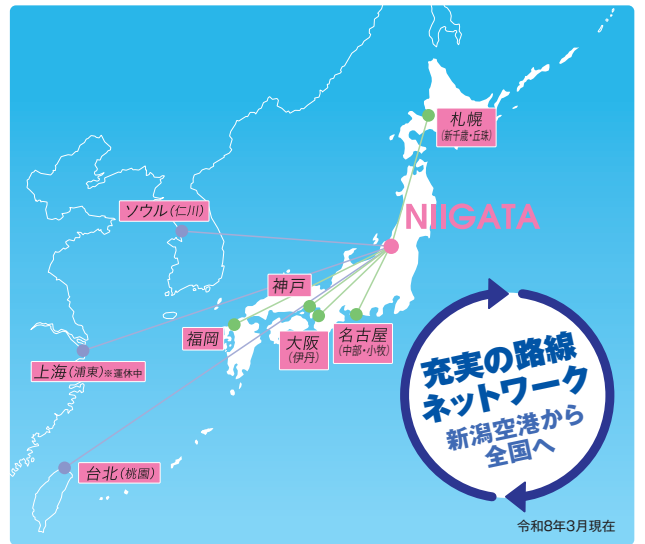 札幌
(新千歳・丘珠)
NIIGATA
ソウル(仁川)
神戸
福岡
大阪
(伊丹)
名古屋
(中部・小牧)
上海(浦東)※運休中
台北(桃園)
充実の路線
ネットワーク
新潟空港から
全国へ
令和8年3月現在